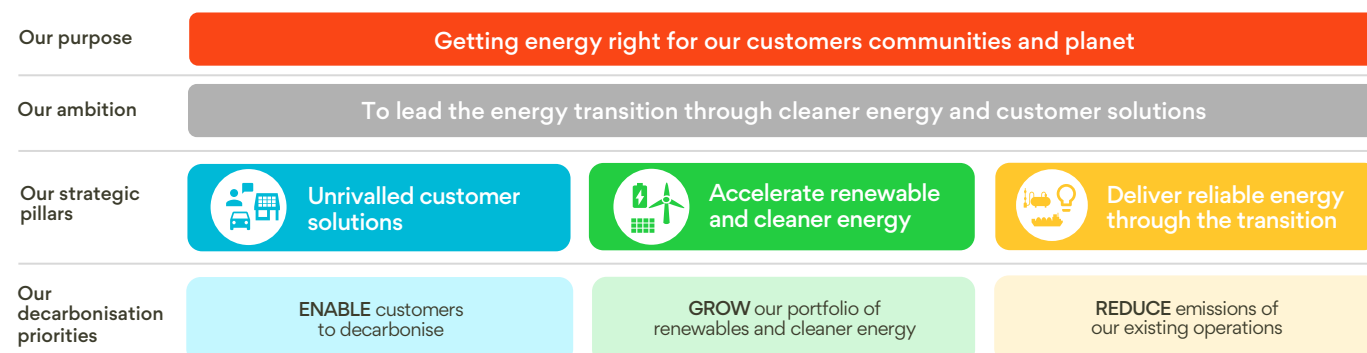 Our purpose
Getting energy right for our customers communities and planet
Our ambition
To lead the energy transition through cleaner energy and customer solutions
Our strategic
pillars
Unrivalled customer
solutions
Accelerate renewable
and cleaner energy
Deliver reliable energy
through the transition
Our
decarbonisation
priorities
ENABLE customers
to decarbonise
GROW our portfolio of
renewables and cleaner energy
REDUCE emissions of
our existing operations